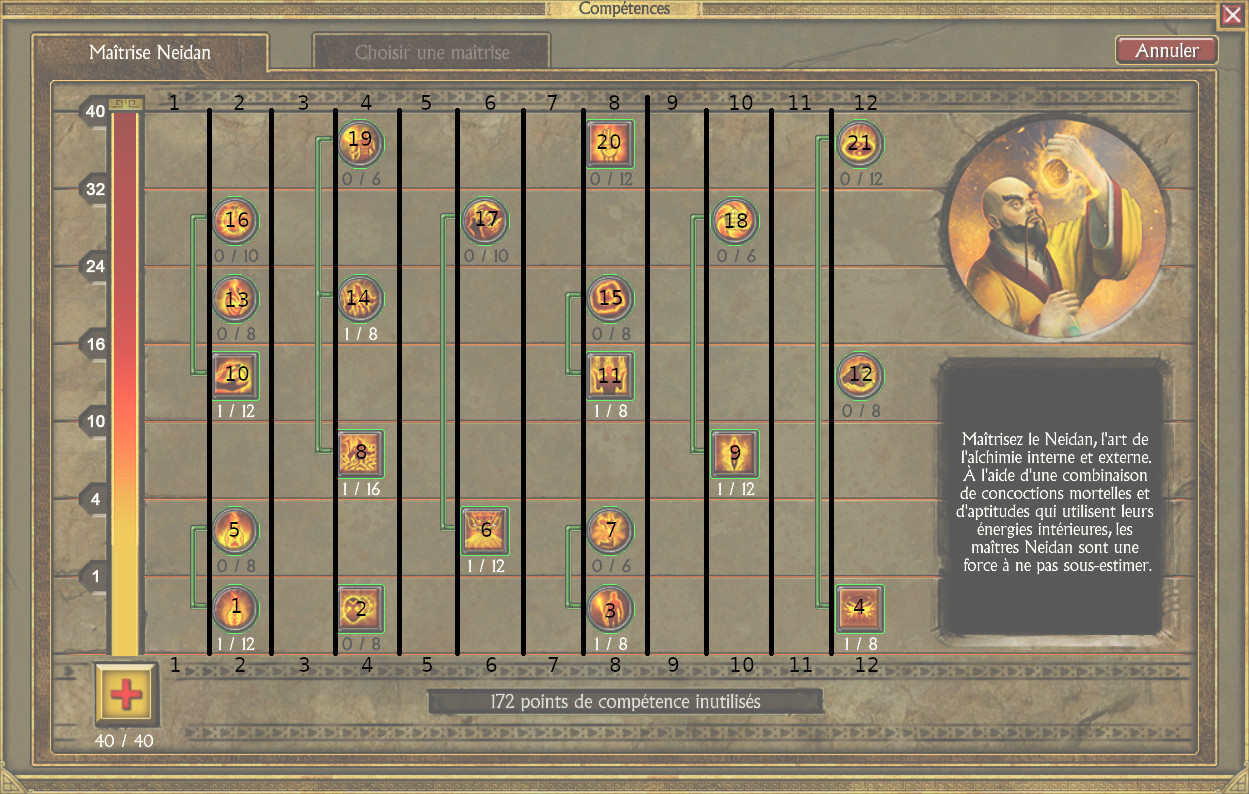 Compétences
Maîtrise Neidan
Choisir une maîtrise
Annuler
1 2 3 4 5 6 7 8 9 10 11 12
40
19 20 21
0 / 6 0 / 12 0 / 12
32
16 17 18
0 / 10 0 / 10 0 / 6
24
13 14 15
0 / 8 1 / 8 0 / 8
16
10 11 12
1 / 12 1 / 8 0 / 8
10
8 9
1 / 16 1 / 12
4
5 6 7
0 / 8 1 / 12 0 / 6
1
1 2 3 4
1 / 12 0 / 8 1 / 8 1 / 8
1 2 3 4 5 6 7 8 9 10 11 12
Maîtrisez le Neidan, l'art de
l'alchimie interne et externe.
À l'aide d'une combinaison
de concoctions mortelles et
d'aptitudes qui utilisent leurs
énergies intérieures, les
maîtres Neidan sont une
force à ne pas sous-estimer.
172 points de compétence inutilisés
40 / 40